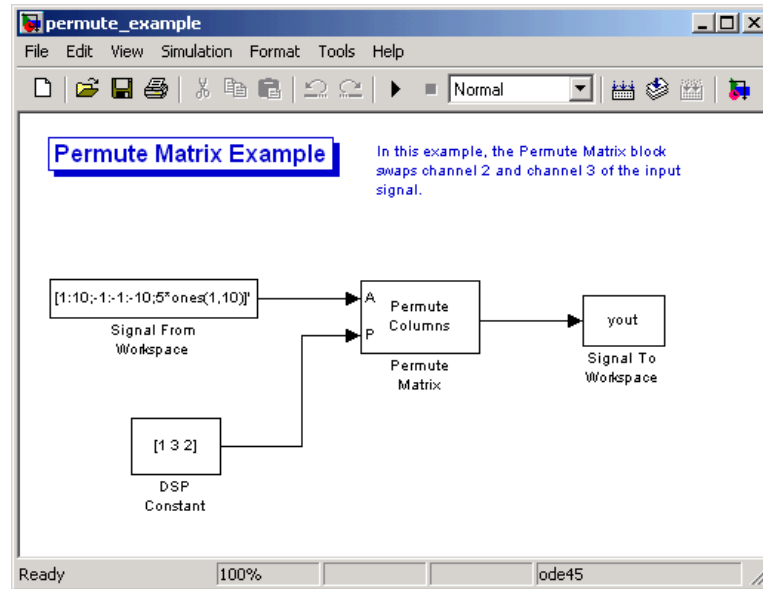 permute_example
File Edit View Simulation Format Tools Help
Normal
Permute Matrix Example
In this example, the Permute Matrix block
swaps channel 2 and channel 3 of the input
signal.
[1:10;-1:-1:-10;5*ones(1,10)]'
Signal From
Workspace
A
P
Permute
Columns
Permute
Matrix
yout
Signal To
Workspace
[1 3 2]
DSP
Constant
Ready 100% ode45